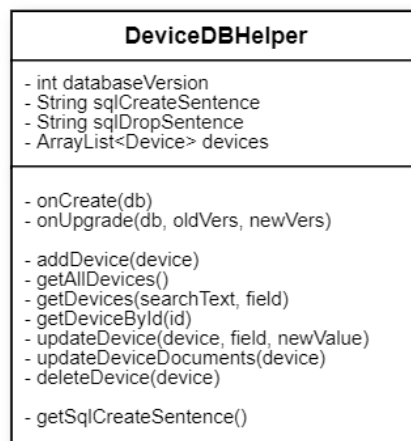 DeviceDBHelper
- int databaseVersion
- String sqlCreateSentence
- String sqlDropSentence
- ArrayList<Device> devices
- onCreate(db)
- onUpgrade(db, oldVers, newVers)
- addDevice(device)
- getAllDevices()
- getDevices(searchText, field)
- getDeviceById(id)
- updateDevice(device, field, newValue)
- updateDeviceDocuments(device)
- deleteDevice(device)
- getSqlCreateSentence()